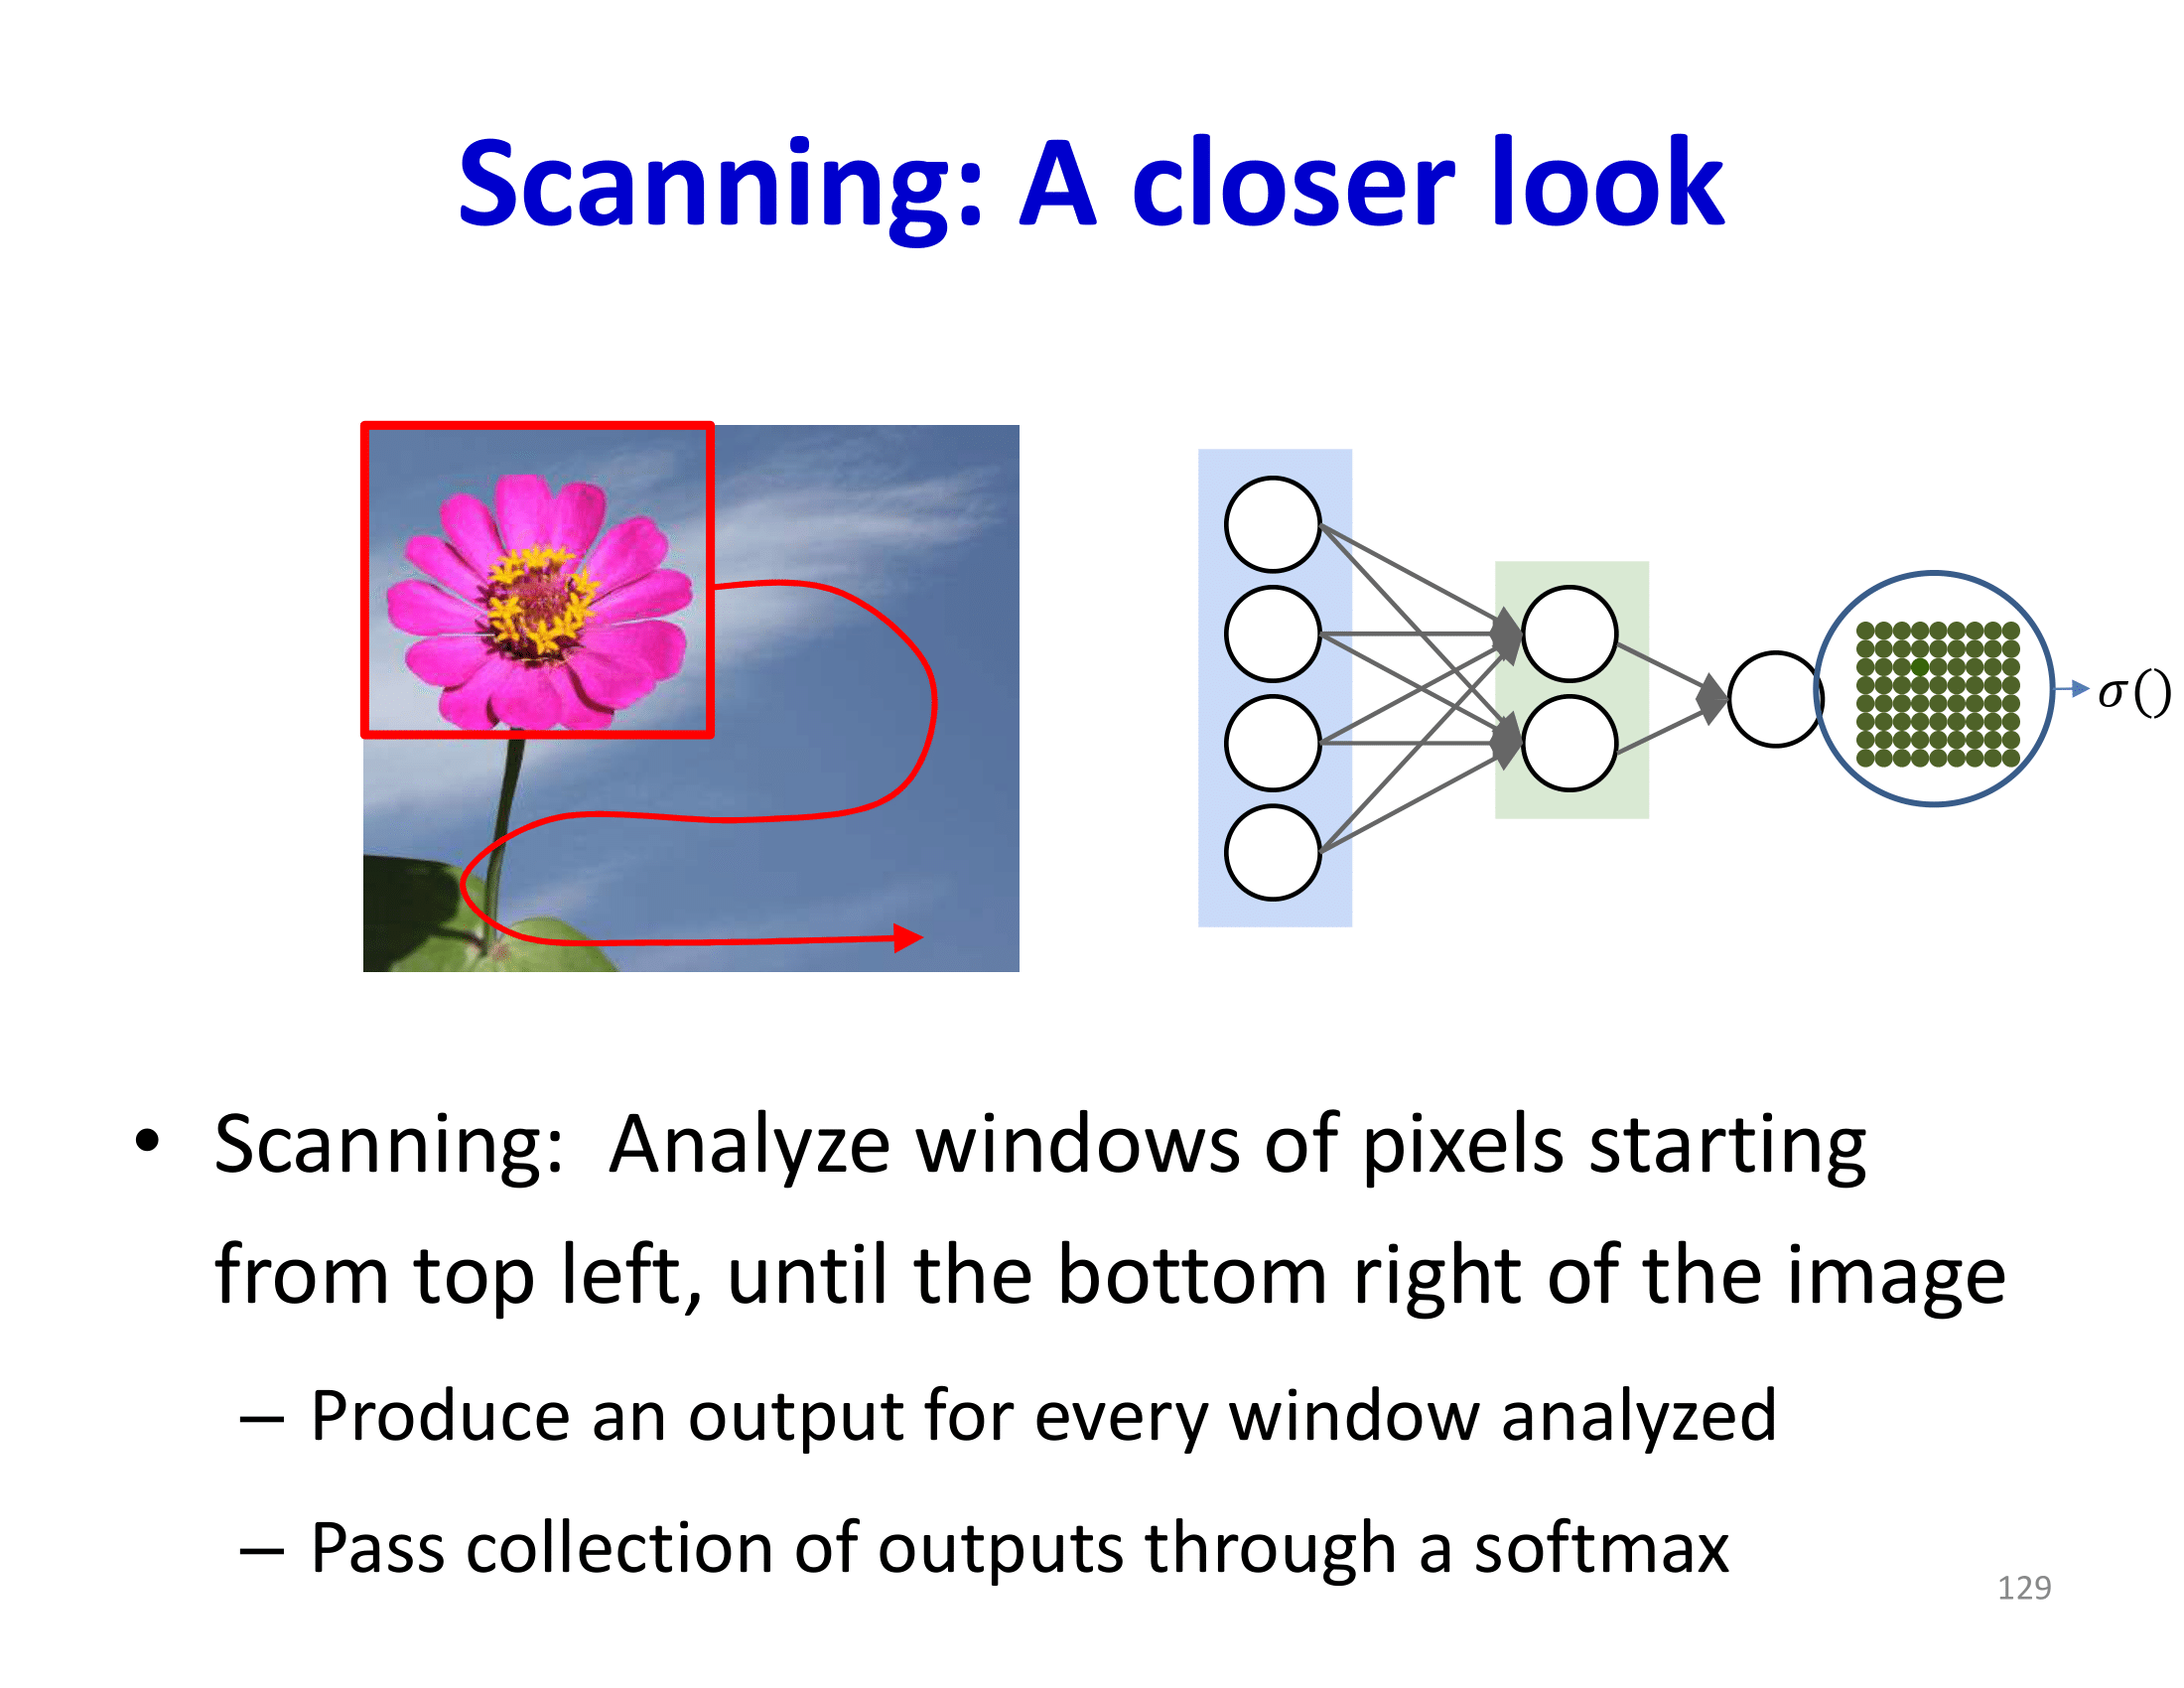 Scanning: A closer look
σ()
• Scanning:  Analyze windows of pixels starting
from top left, until the bottom right of the image
– Produce an output for every window analyzed
– Pass collection of outputs through a softmax
129